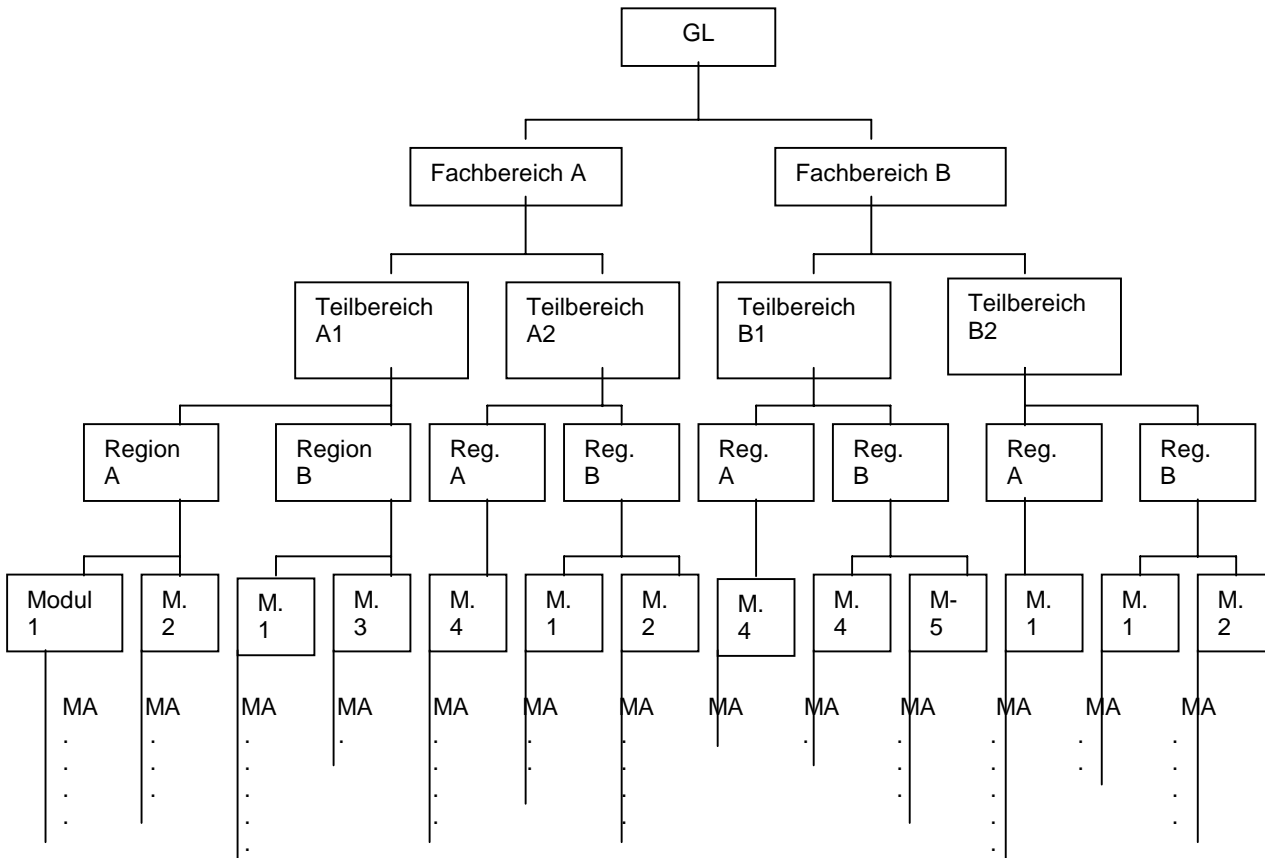 GL
Fachbereich A
Fachbereich B
Teilbereich
A1
Teilbereich
A2
Teilbereich
B1
Teilbereich
B2
Region
A
Region
B
Reg.
A
Reg.
B
Reg.
A
Reg.
B
Reg.
A
Reg.
B
Modul
1
M.
2
M.
1
M.
3
M.
4
M.
1
M.
2
M.
4
M.
4
M-
5
M.
1
M.
1
M.
2
MA MA MA MA MA MA MA MA MA MA MA MA MA